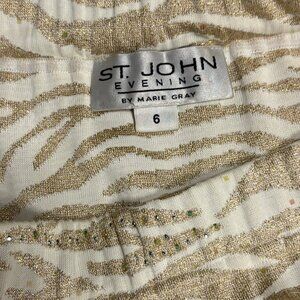 ST. JOHN
EVENING
BY MARIE GRAY
6